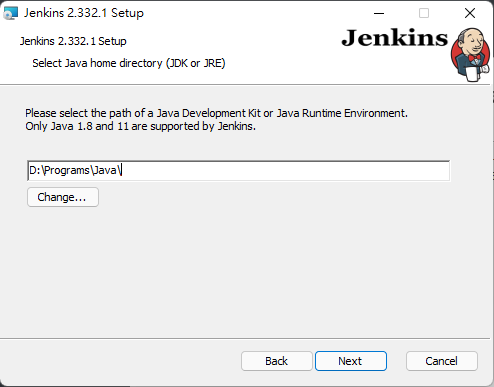 Jenkins 2.332.1 Setup
Jenkins 2.332.1 Setup
Jenkins
Select Java home directory (JDK or JRE)
Please select the path of a Java Development Kit or Java Runtime Environment.
Only Java 1.8 and 11 are supported by Jenkins.
D:\Programs\Java\
Change...
Back
Next
Cancel